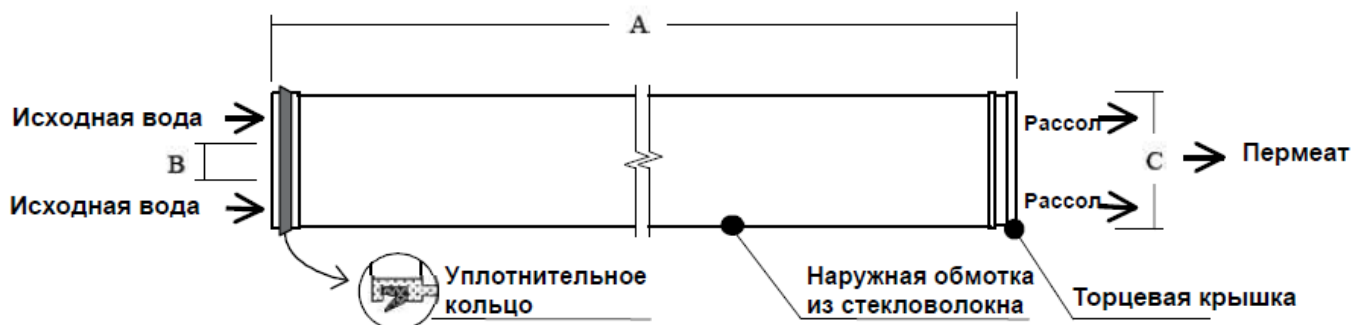 A
Исходная вода
Рассол
B
C
Пермеат
Исходная вода
Рассол
Уплотнительное
кольцо
Наружная обмотка
из стекловолокна
Торцевая крышка